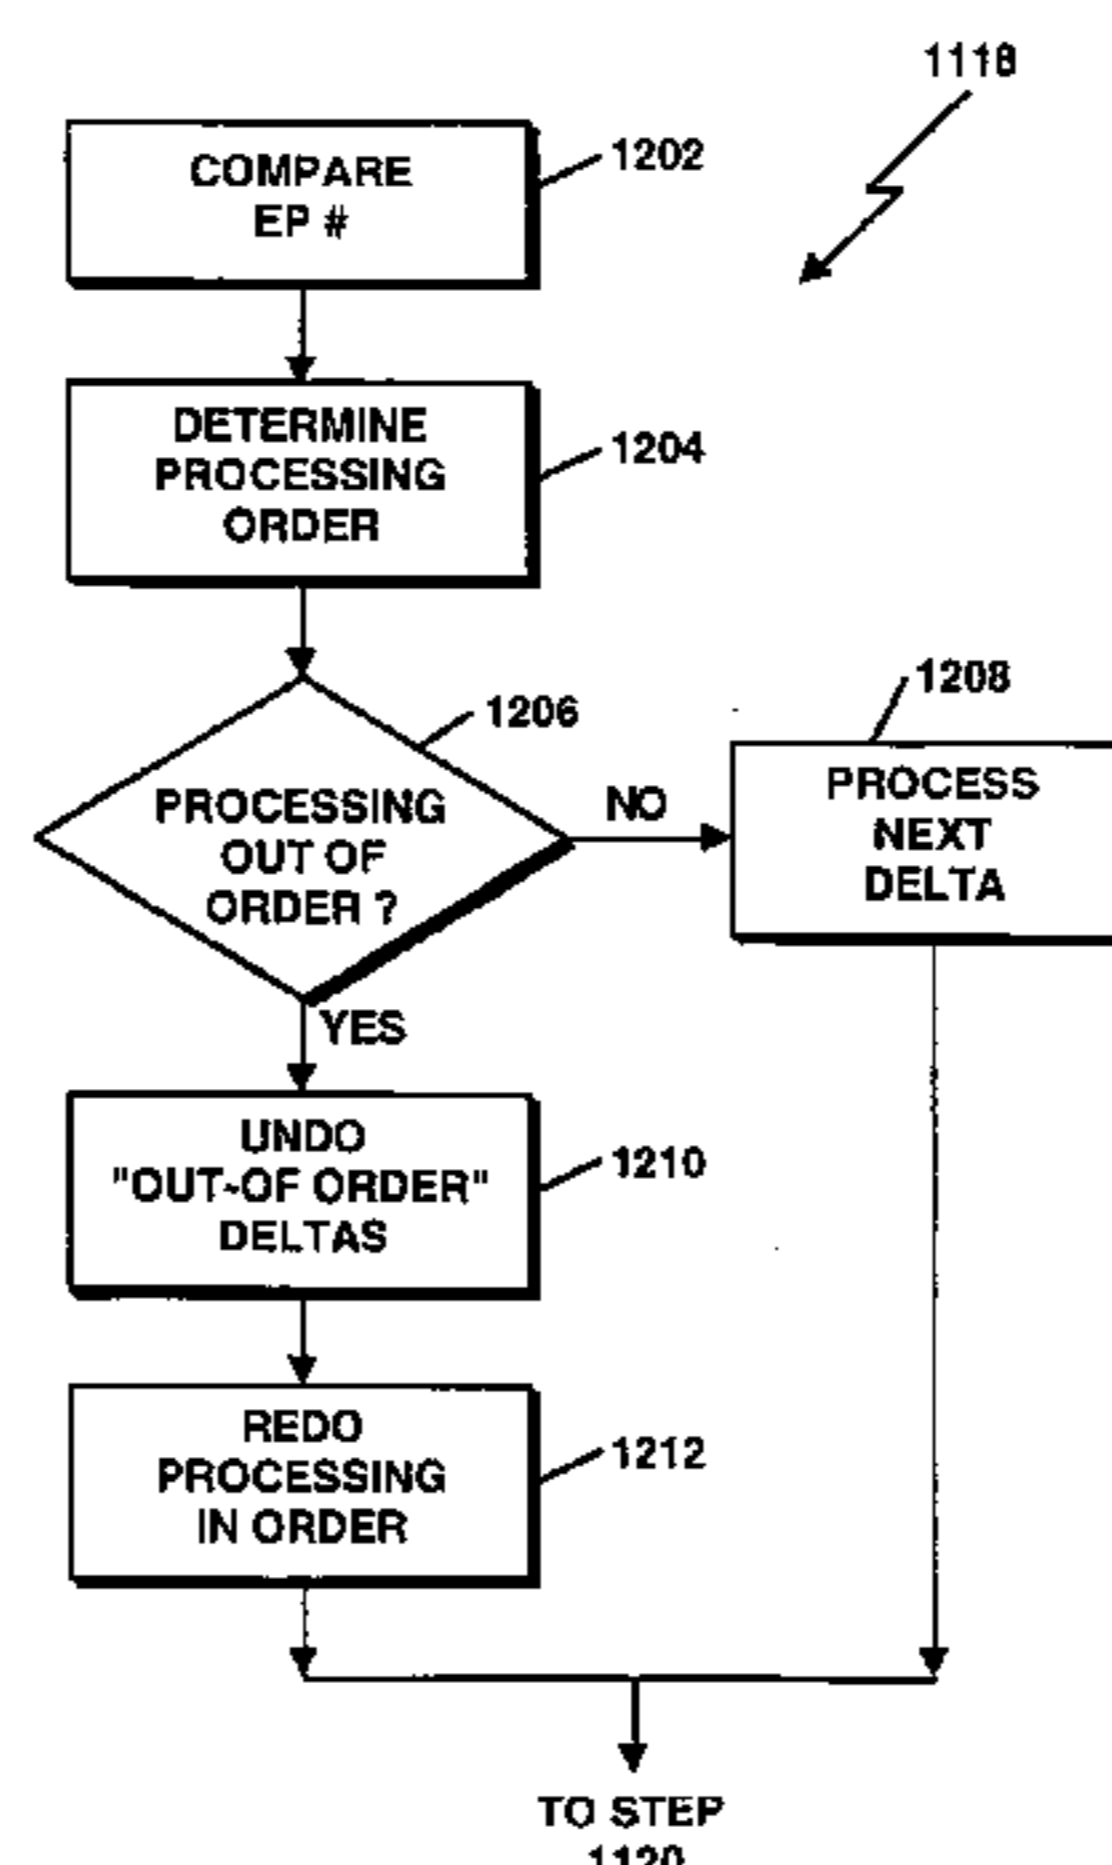 1118
COMPARE
EP #
1202
DETERMINE
PROCESSING
ORDER
1204
PROCESSING
OUT OF
ORDER ?
1206
NO
PROCESS
NEXT
DELTA
1208
YES
UNDO
"OUT-OF ORDER"
DELTAS
1210
REDO
PROCESSING
IN ORDER
1212
TO STEP
1120